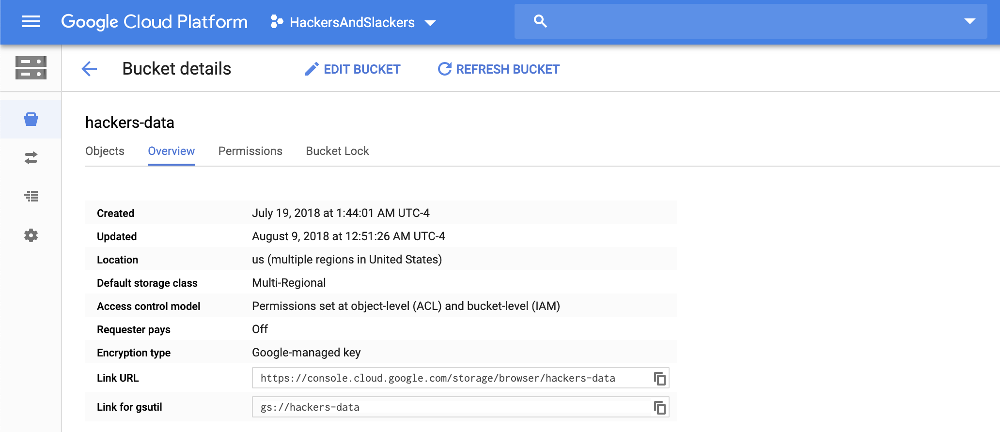 Google Cloud Platform HackersAndSlackers
Bucket details EDIT BUCKET REFRESH BUCKET
hackers-data
Objects Overview Permissions Bucket Lock
Created July 19, 2018 at 1:44:01 AM UTC-4
Updated August 9, 2018 at 12:51:26 AM UTC-4
Location us (multiple regions in United States)
Default storage class Multi-Regional
Access control model Permissions set at object-level (ACL) and bucket-level (IAM)
Requester pays Off
Encryption type Google-managed key
Link URL https://console.cloud.google.com/storage/browser/hackers-data
Link for gsutil gs://hackers-data